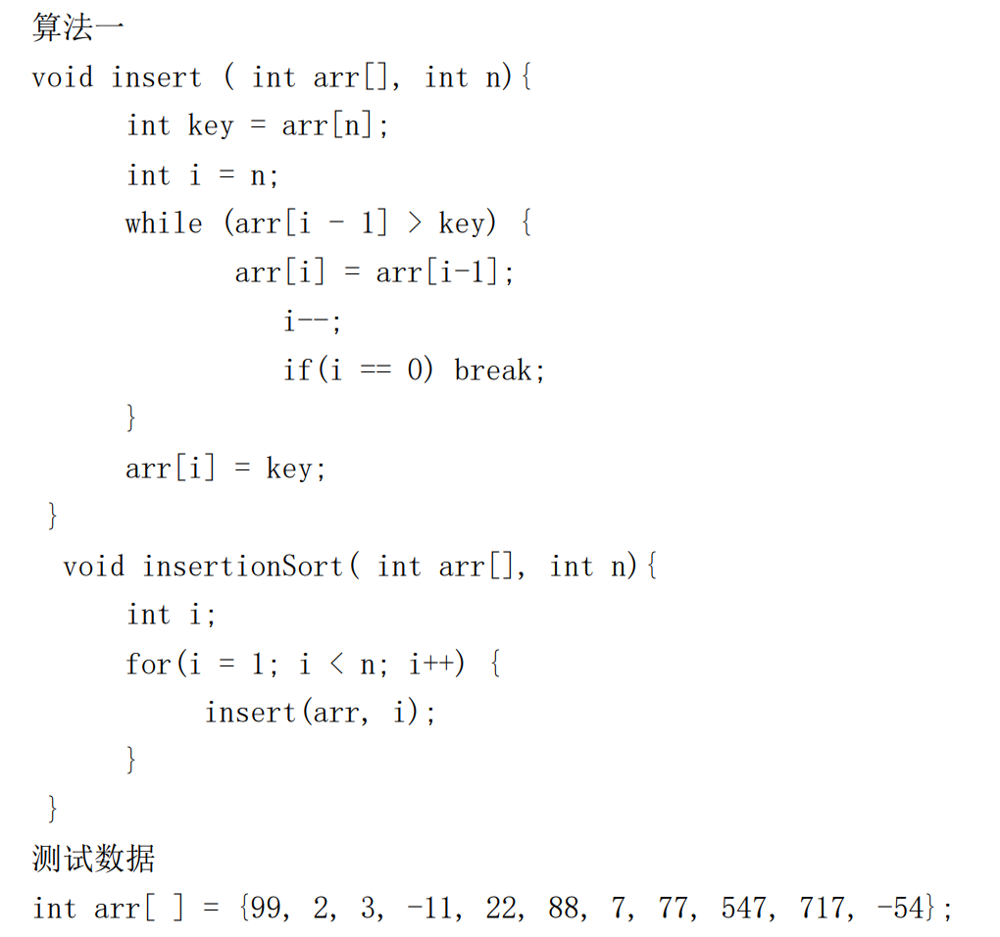 算法一
void insert ( int arr[], int n){
int key = arr[n];
int i = n;
while (arr[i - 1] > key) {
arr[i] = arr[i-1];
i--;
if(i == 0) break;
}
arr[i] = key;
}
void insertionSort( int arr[], int n){
int i;
for(i = 1; i < n; i++) {
insert(arr, i);
}
}
测试数据
int arr[ ] = {99, 2, 3, -11, 22, 88, 7, 77, 547, 717, -54};